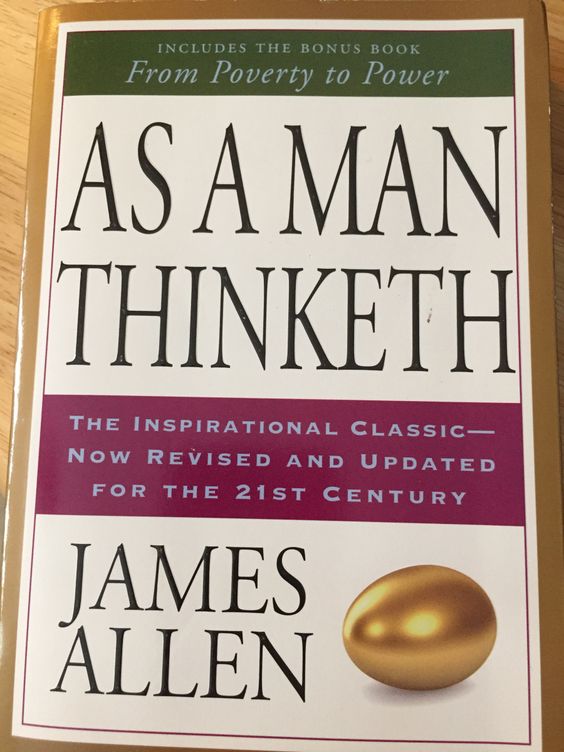 INCLUDES THE BONUS BOOK
From Poverty to Power
AS A MAN
THINKETH
THE INSPIRATIONAL CLASSIC—
NOW REVISED AND UPDATED
FOR THE 21ST CENTURY
JAMES
ALLEN